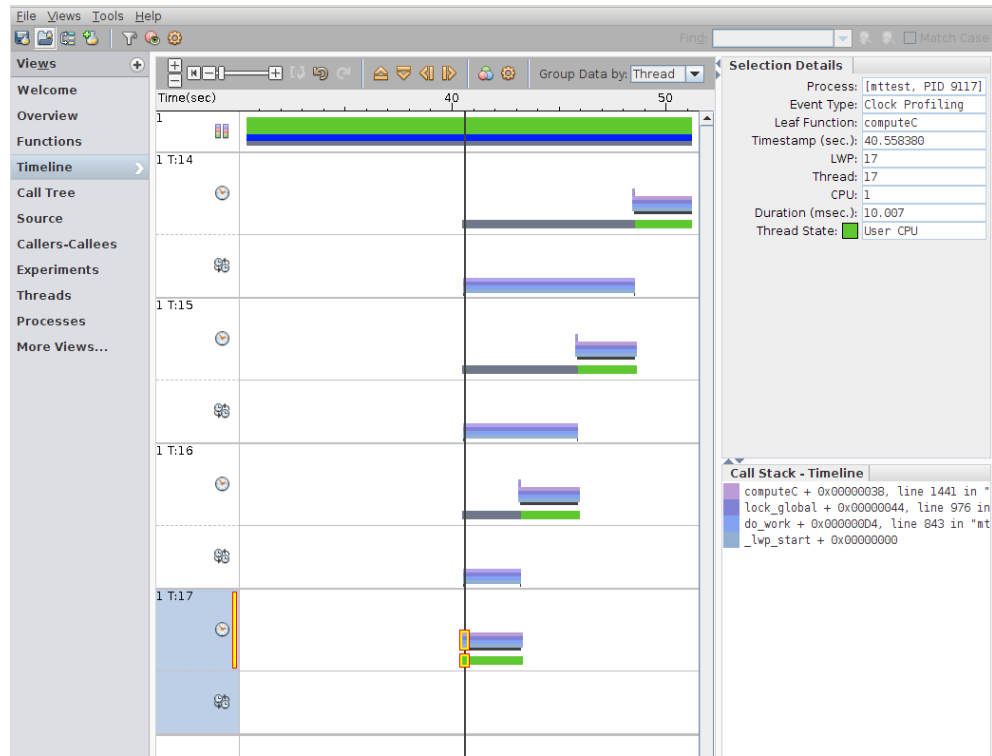 File Views Tools Help
Find: Match Case
Views
Welcome
Overview
Functions
Timeline
Call Tree
Source
Callers-Callees
Experiments
Threads
Processes
More Views...
Group Data by: Thread
Time(sec) 40 50
1
1 T:14
1 T:15
1 T:16
1 T:17
Selection Details
Process: [mttest, PID 9117]
Event Type: Clock Profiling
Leaf Function: computeC
Timestamp (sec.): 40.558380
LWP: 17
Thread: 17
CPU: 1
Duration (msec.): 10.007
Thread State: User CPU
Call Stack - Timeline
computeC + 0x00000038, line 1441 in "
lock_global + 0x00000044, line 976 in
do_work + 0x000000D4, line 843 in "mt
_lwp_start + 0x00000000